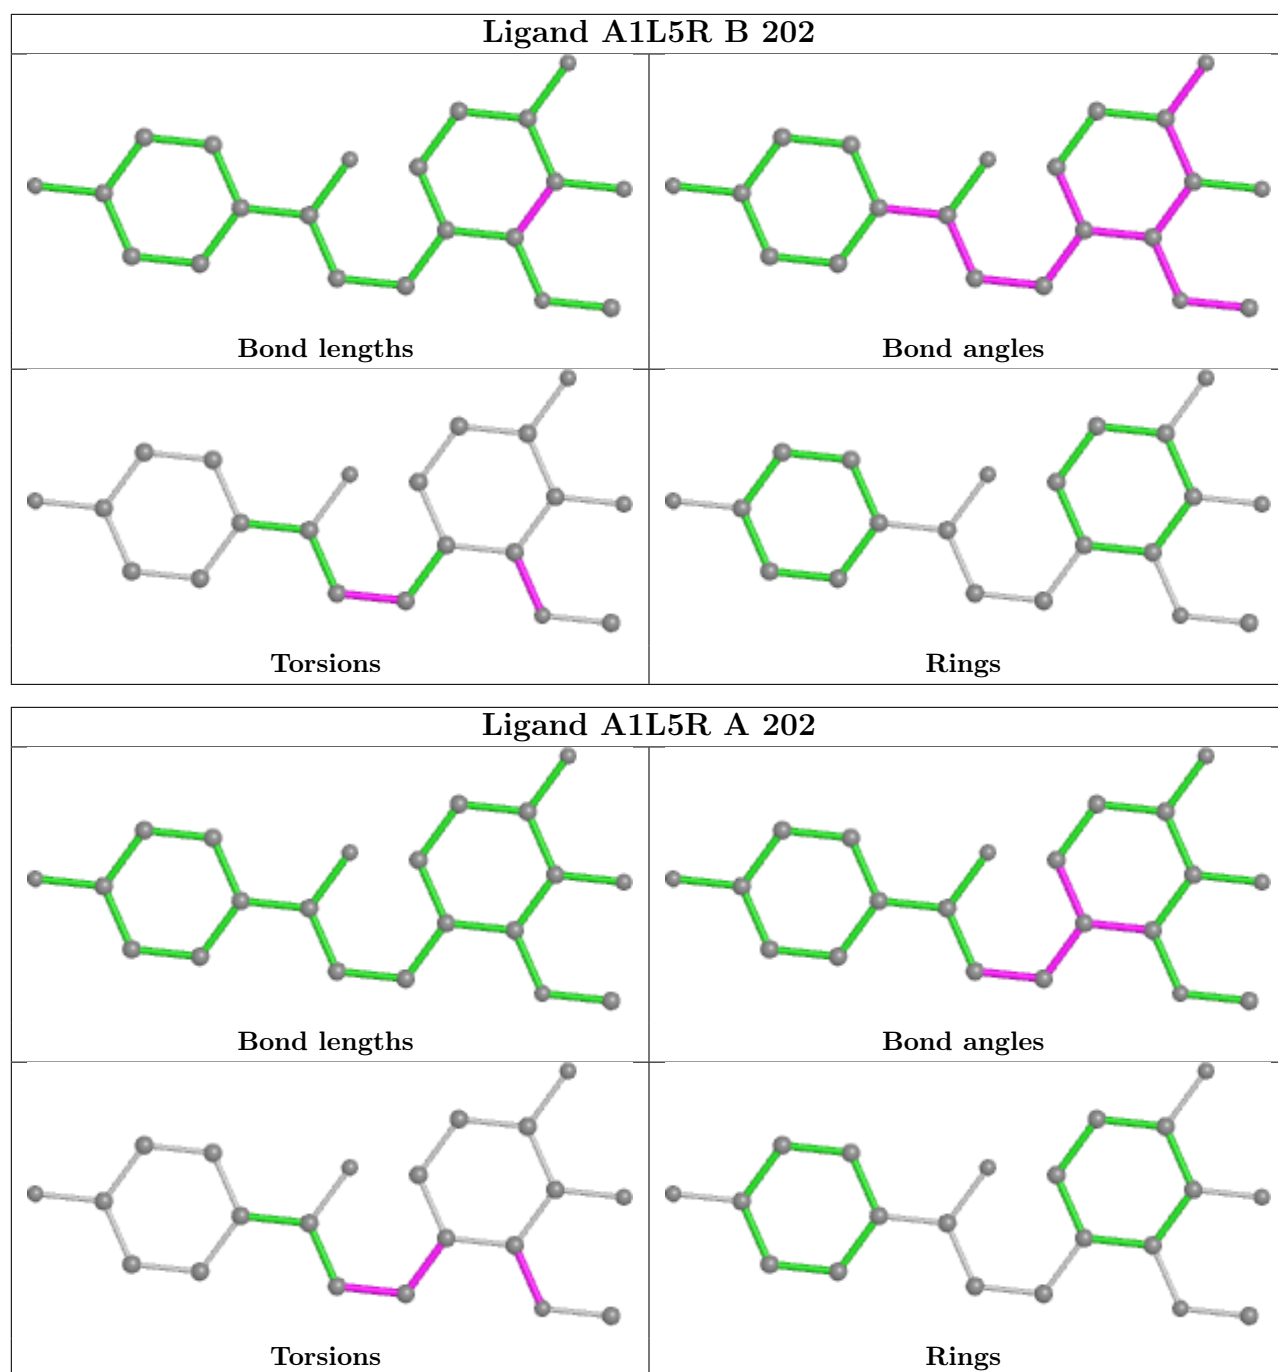 Ligand A1L5R B 202
Bond lengths
Bond angles
Torsions
Rings
Ligand A1L5R A 202
Bond lengths
Bond angles
Torsions
Rings